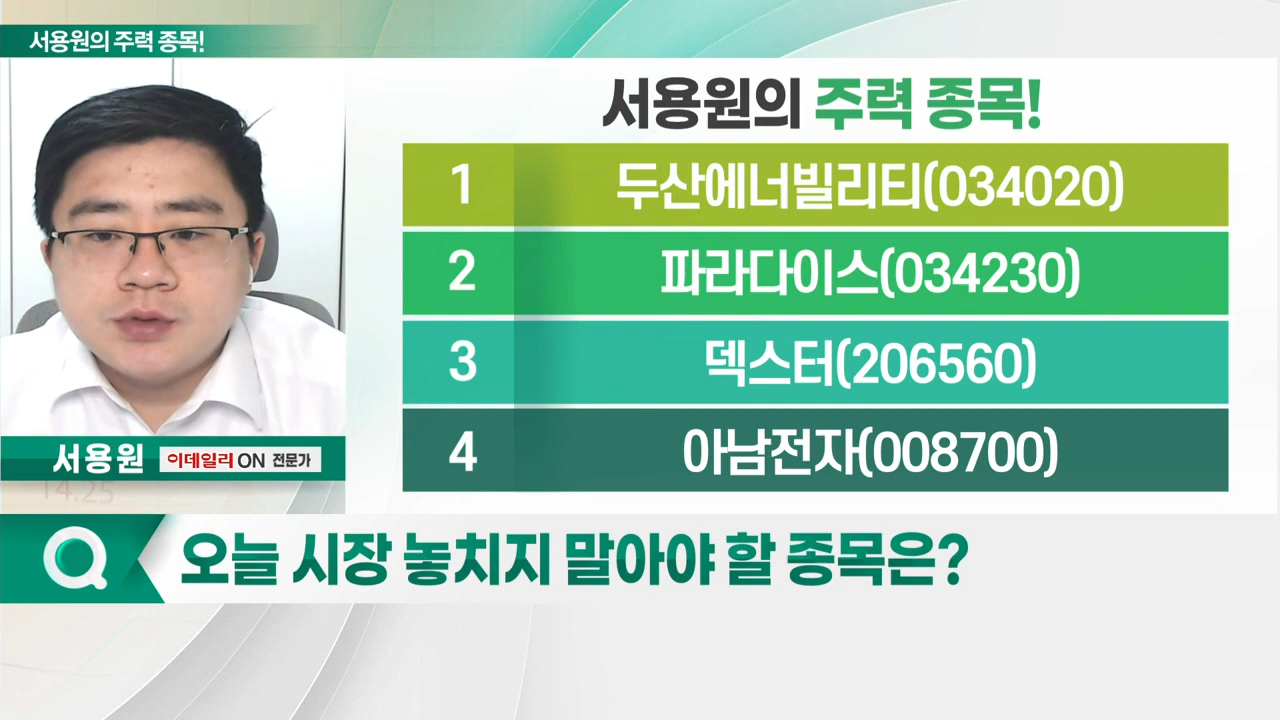 서용원의 주력 종목!
서용원의 주력 종목!
1 두산에너빌리티(034020)
2 파라다이스(034230)
3 덱스터(206560)
4 아남전자(008700)
서용원 이데일리 ON 전문가
14.25
Q 오늘 시장 놓치지 말아야 할 종목은?